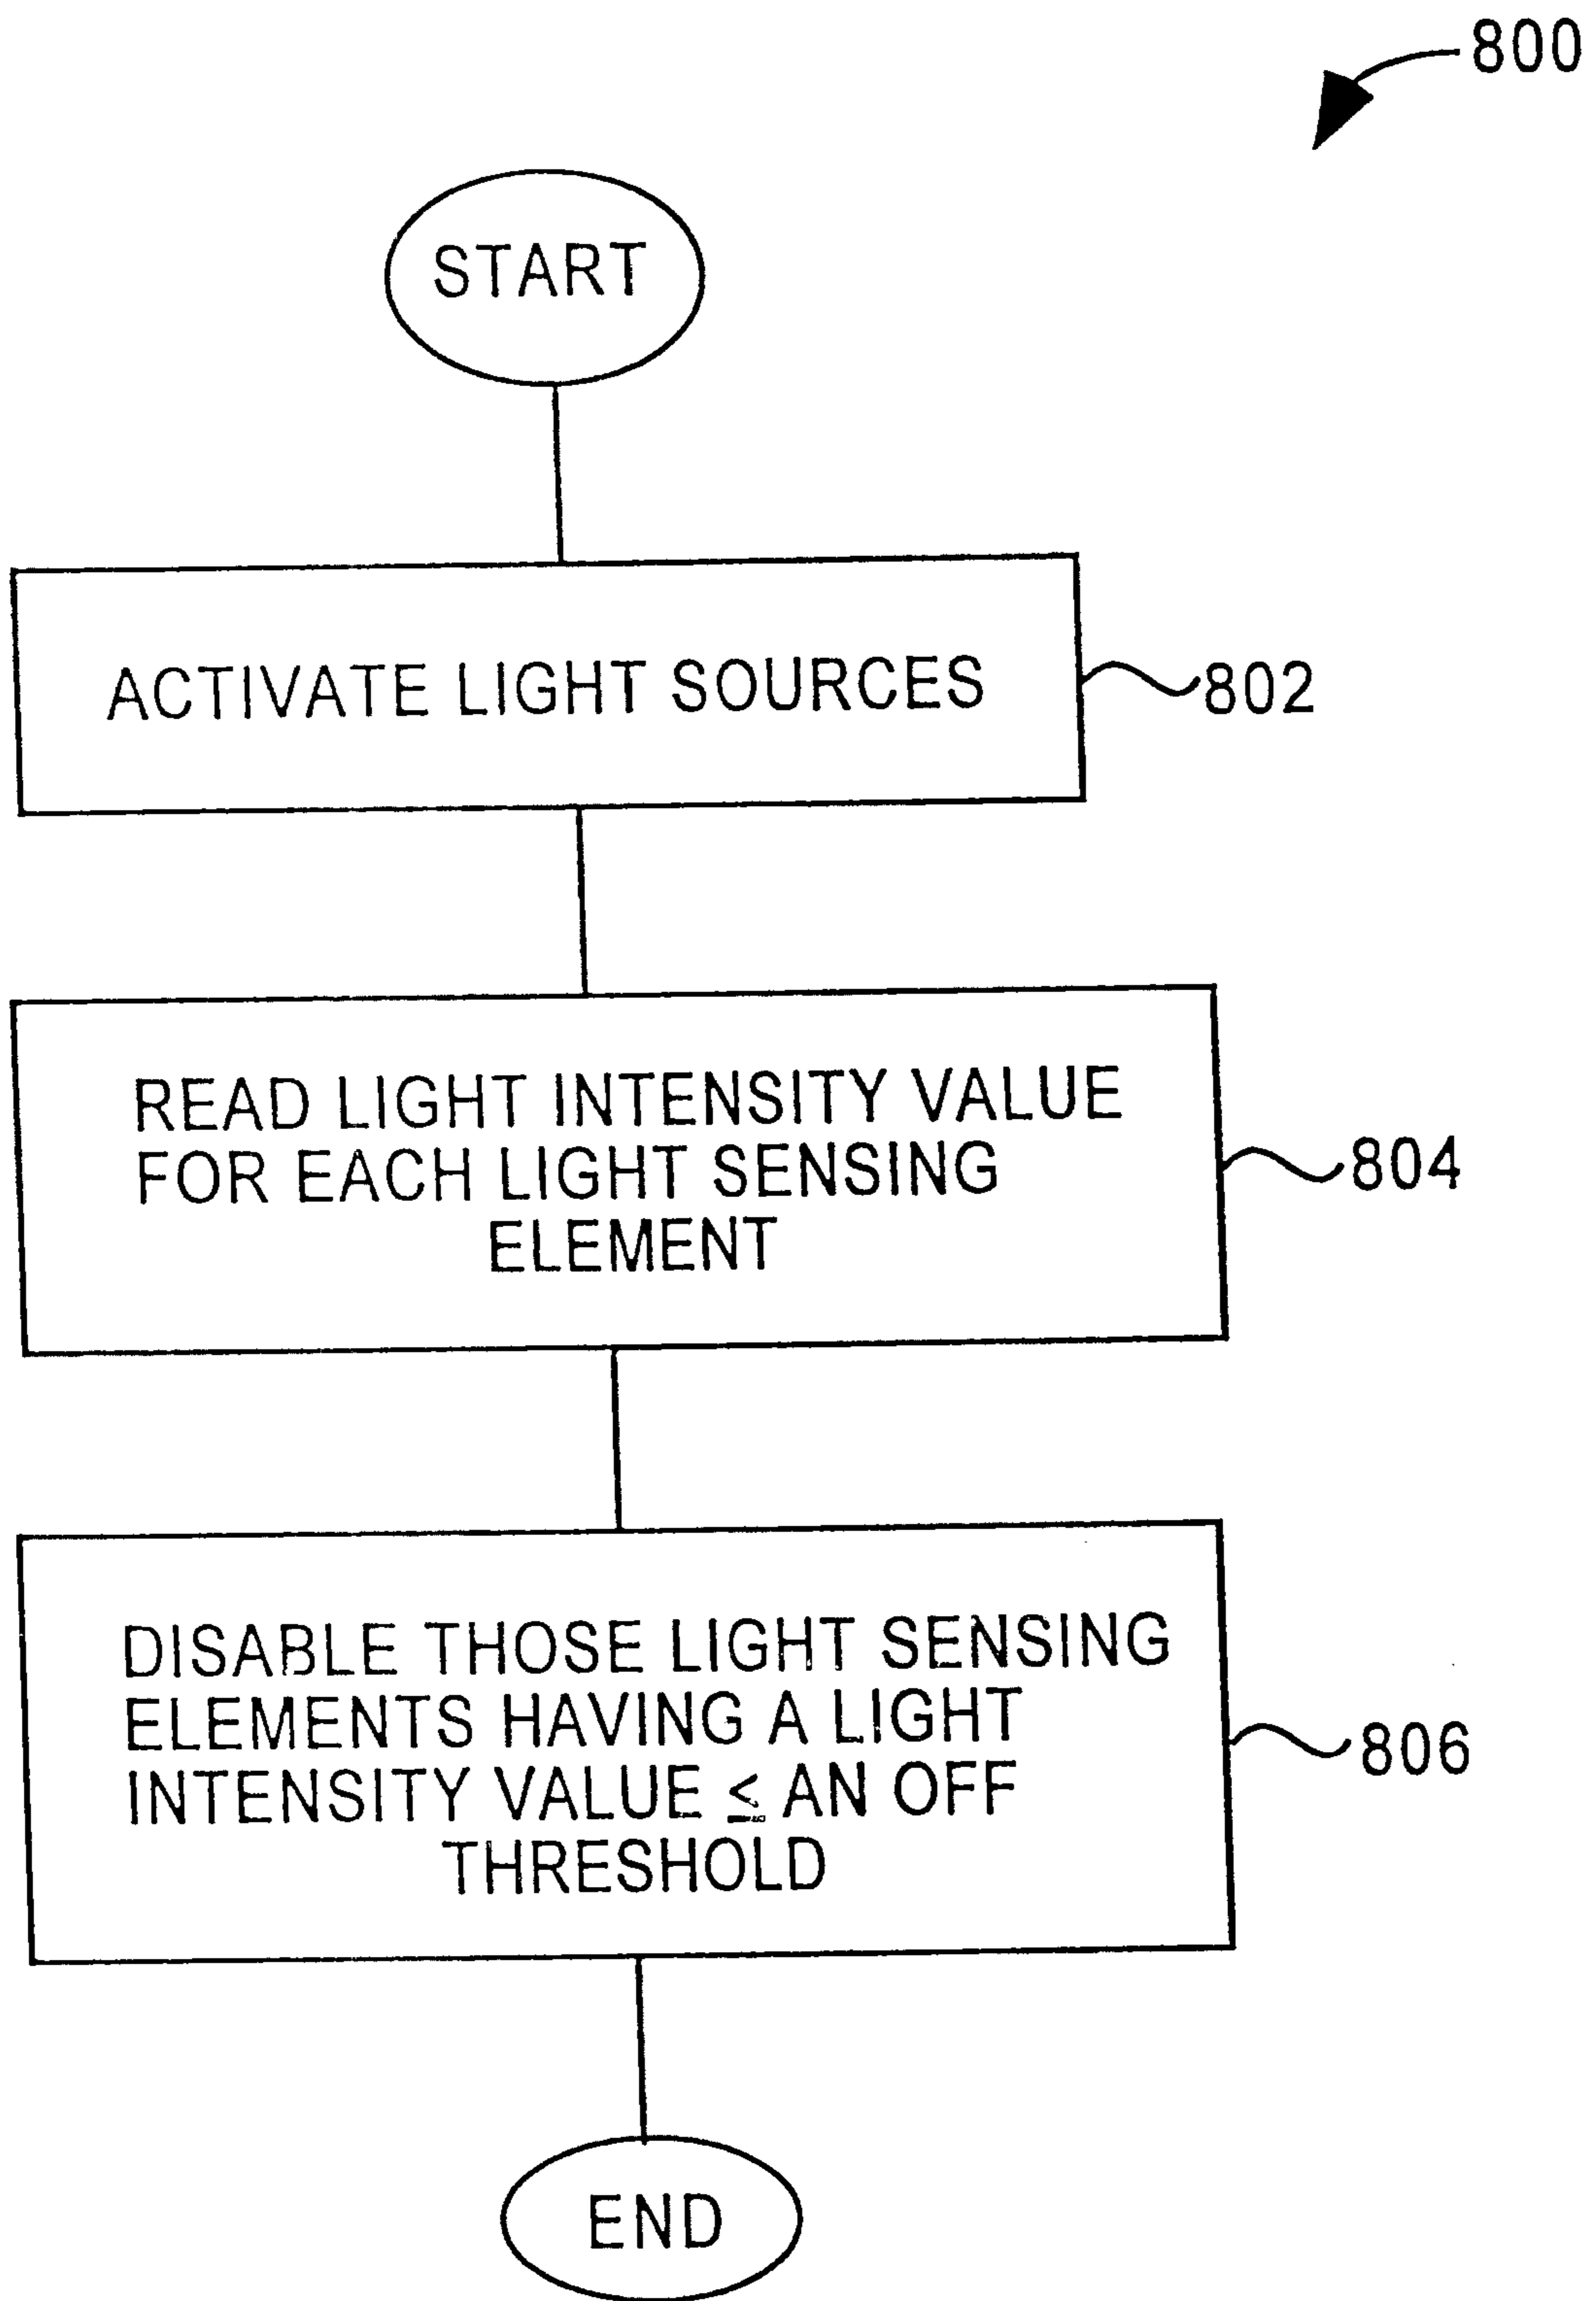 800
START
ACTIVATE LIGHT SOURCES
802
READ LIGHT INTENSITY VALUE
FOR EACH LIGHT SENSING
ELEMENT
804
DISABLE THOSE LIGHT SENSING
ELEMENTS HAVING A LIGHT
INTENSITY VALUE ≤ AN OFF
THRESHOLD
806
END